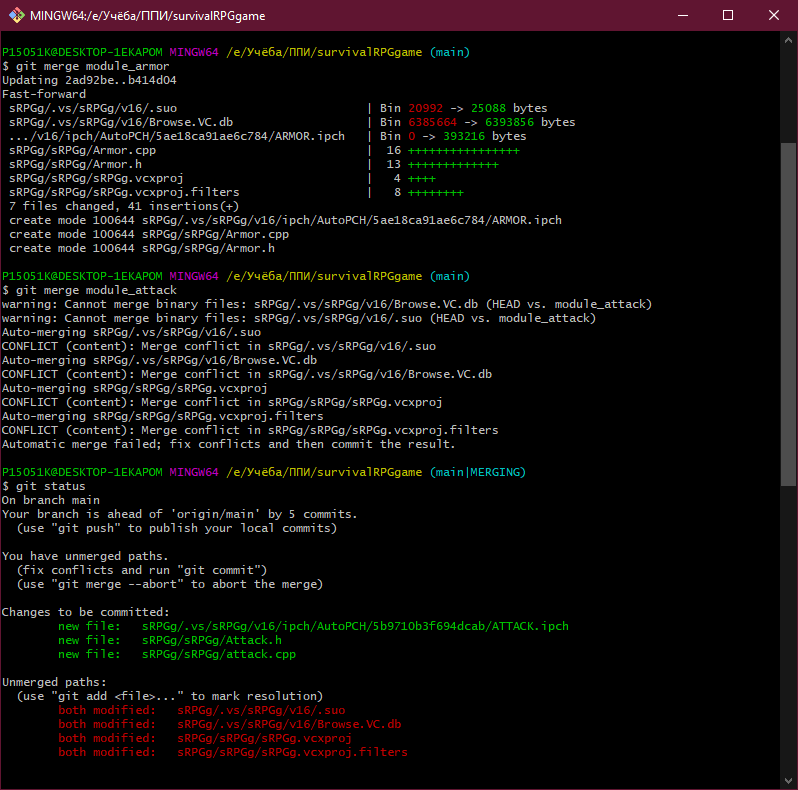 MINGW64:/e/Учёба/ППИ/survivalRPGgame
P15051K@DESKTOP-1EKAPOM MINGW64 /e/Учёба/ППИ/survivalRPGgame (main)
$ git merge module_armor
Updating 2ad92be..b414d04
Fast-forward
 sRPGg/.vs/sRPGg/v16/.suo                           | Bin 20992 -> 25088 bytes
 sRPGg/.vs/sRPGg/v16/Browse.VC.db                   | Bin 6385664 -> 6393856 bytes
 .../v16/ipch/AutoPCH/5ae18ca91ae6c784/ARMOR.ipch   | Bin 0 -> 393216 bytes
 sRPGg/sRPGg/Armor.cpp                              |  16 ++++++++++++++++
 sRPGg/sRPGg/Armor.h                                |  13 +++++++++++++
 sRPGg/sRPGg/sRPGg.vcxproj                          |   4 ++++
 sRPGg/sRPGg/sRPGg.vcxproj.filters                  |   8 ++++++++
 7 files changed, 41 insertions(+)
 create mode 100644 sRPGg/.vs/sRPGg/v16/ipch/AutoPCH/5ae18ca91ae6c784/ARMOR.ipch
 create mode 100644 sRPGg/sRPGg/Armor.cpp
 create mode 100644 sRPGg/sRPGg/Armor.h
P15051K@DESKTOP-1EKAPOM MINGW64 /e/Учёба/ППИ/survivalRPGgame (main)
$ git merge module_attack
warning: Cannot merge binary files: sRPGg/.vs/sRPGg/v16/Browse.VC.db (HEAD vs. module_attack)
warning: Cannot merge binary files: sRPGg/.vs/sRPGg/v16/.suo (HEAD vs. module_attack)
Auto-merging sRPGg/.vs/sRPGg/v16/.suo
CONFLICT (content): Merge conflict in sRPGg/.vs/sRPGg/v16/.suo
Auto-merging sRPGg/.vs/sRPGg/v16/Browse.VC.db
CONFLICT (content): Merge conflict in sRPGg/.vs/sRPGg/v16/Browse.VC.db
Auto-merging sRPGg/sRPGg/sRPGg.vcxproj
CONFLICT (content): Merge conflict in sRPGg/sRPGg/sRPGg.vcxproj
Auto-merging sRPGg/sRPGg/sRPGg.vcxproj.filters
CONFLICT (content): Merge conflict in sRPGg/sRPGg/sRPGg.vcxproj.filters
Automatic merge failed; fix conflicts and then commit the result.
P15051K@DESKTOP-1EKAPOM MINGW64 /e/Учёба/ППИ/survivalRPGgame (main|MERGING)
$ git status
On branch main
Your branch is ahead of 'origin/main' by 5 commits.
  (use "git push" to publish your local commits)
You have unmerged paths.
  (fix conflicts and run "git commit")
  (use "git merge --abort" to abort the merge)
Changes to be committed:
        new file:   sRPGg/.vs/sRPGg/v16/ipch/AutoPCH/5b9710b3f694dcab/ATTACK.ipch
        new file:   sRPGg/sRPGg/Attack.h
        new file:   sRPGg/sRPGg/attack.cpp
Unmerged paths:
  (use "git add <file>..." to mark resolution)
        both modified:   sRPGg/.vs/sRPGg/v16/.suo
        both modified:   sRPGg/.vs/sRPGg/v16/Browse.VC.db
        both modified:   sRPGg/sRPGg/sRPGg.vcxproj
        both modified:   sRPGg/sRPGg/sRPGg.vcxproj.filters